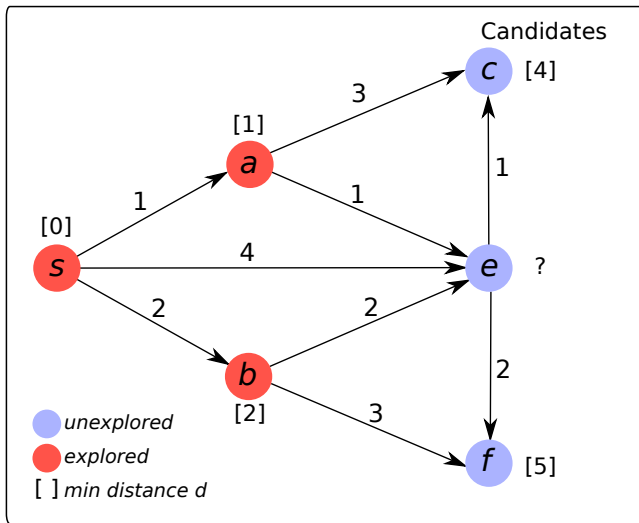 Candidates
c [4]
3
[1]
a
1
1
1
[0]
s
4
e ?
2
2
2
b
[2]
3
f [5]
unexplored
explored
[ ] min distance d